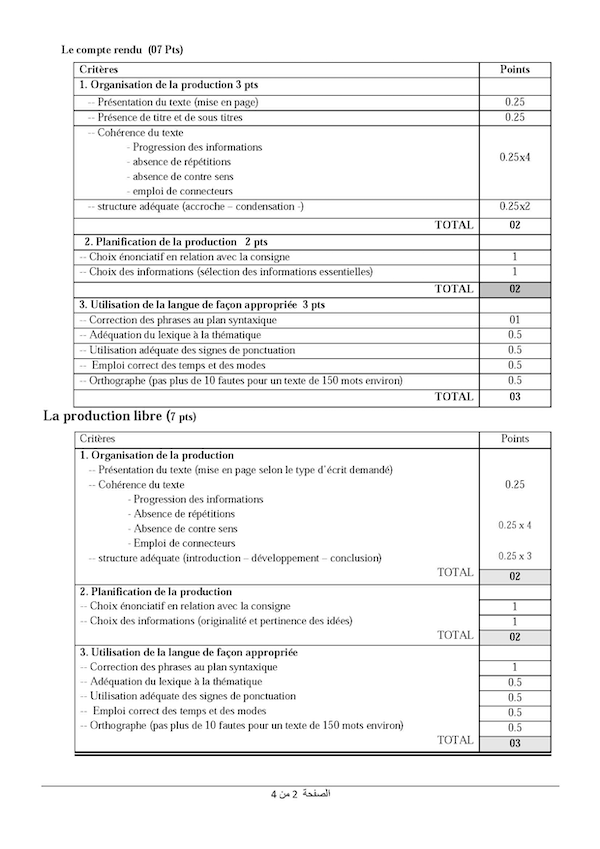 Le compte rendu (07 Pts)
Critères Points
1. Organisation de la production 3 pts
-- Présentation du texte (mise en page) 0.25
-- Présence de titre et de sous titres 0.25
-- Cohérence du texte
- Progression des informations
- absence de répétitions 0.25x4
- absence de contre sens
- emploi de connecteurs
-- structure adéquate (accroche – condensation -) 0.25x2
TOTAL 02
2. Planification de la production 2 pts
-- Choix énonciatif en relation avec la consigne 1
-- Choix des informations (sélection des informations essentielles) 1
TOTAL 02
3. Utilisation de la langue de façon appropriée 3 pts
-- Correction des phrases au plan syntaxique 01
-- Adéquation du lexique à la thématique 0.5
-- Utilisation adéquate des signes de ponctuation 0.5
-- Emploi correct des temps et des modes 0.5
-- Orthographe (pas plus de 10 fautes pour un texte de 150 mots environ) 0.5
TOTAL 03
La production libre (7 pts)
Critères Points
1. Organisation de la production
-- Présentation du texte (mise en page selon le type d'écrit demandé)
-- Cohérence du texte 0.25
- Progression des informations
- Absence de répétitions
- Absence de contre sens 0.25 x 4
- Emploi de connecteurs
-- structure adéquate (introduction – développement – conclusion) 0.25 x 3
TOTAL 02
2. Planification de la production
-- Choix énonciatif en relation avec la consigne 1
-- Choix des informations (originalité et pertinence des idées) 1
TOTAL 02
3. Utilisation de la langue de façon appropriée
-- Correction des phrases au plan syntaxique 1
-- Adéquation du lexique à la thématique 0.5
-- Utilisation adéquate des signes de ponctuation 0.5
-- Emploi correct des temps et des modes 0.5
-- Orthographe (pas plus de 10 fautes pour un texte de 150 mots environ) 0.5
TOTAL 03
الصفحة 2 من 4